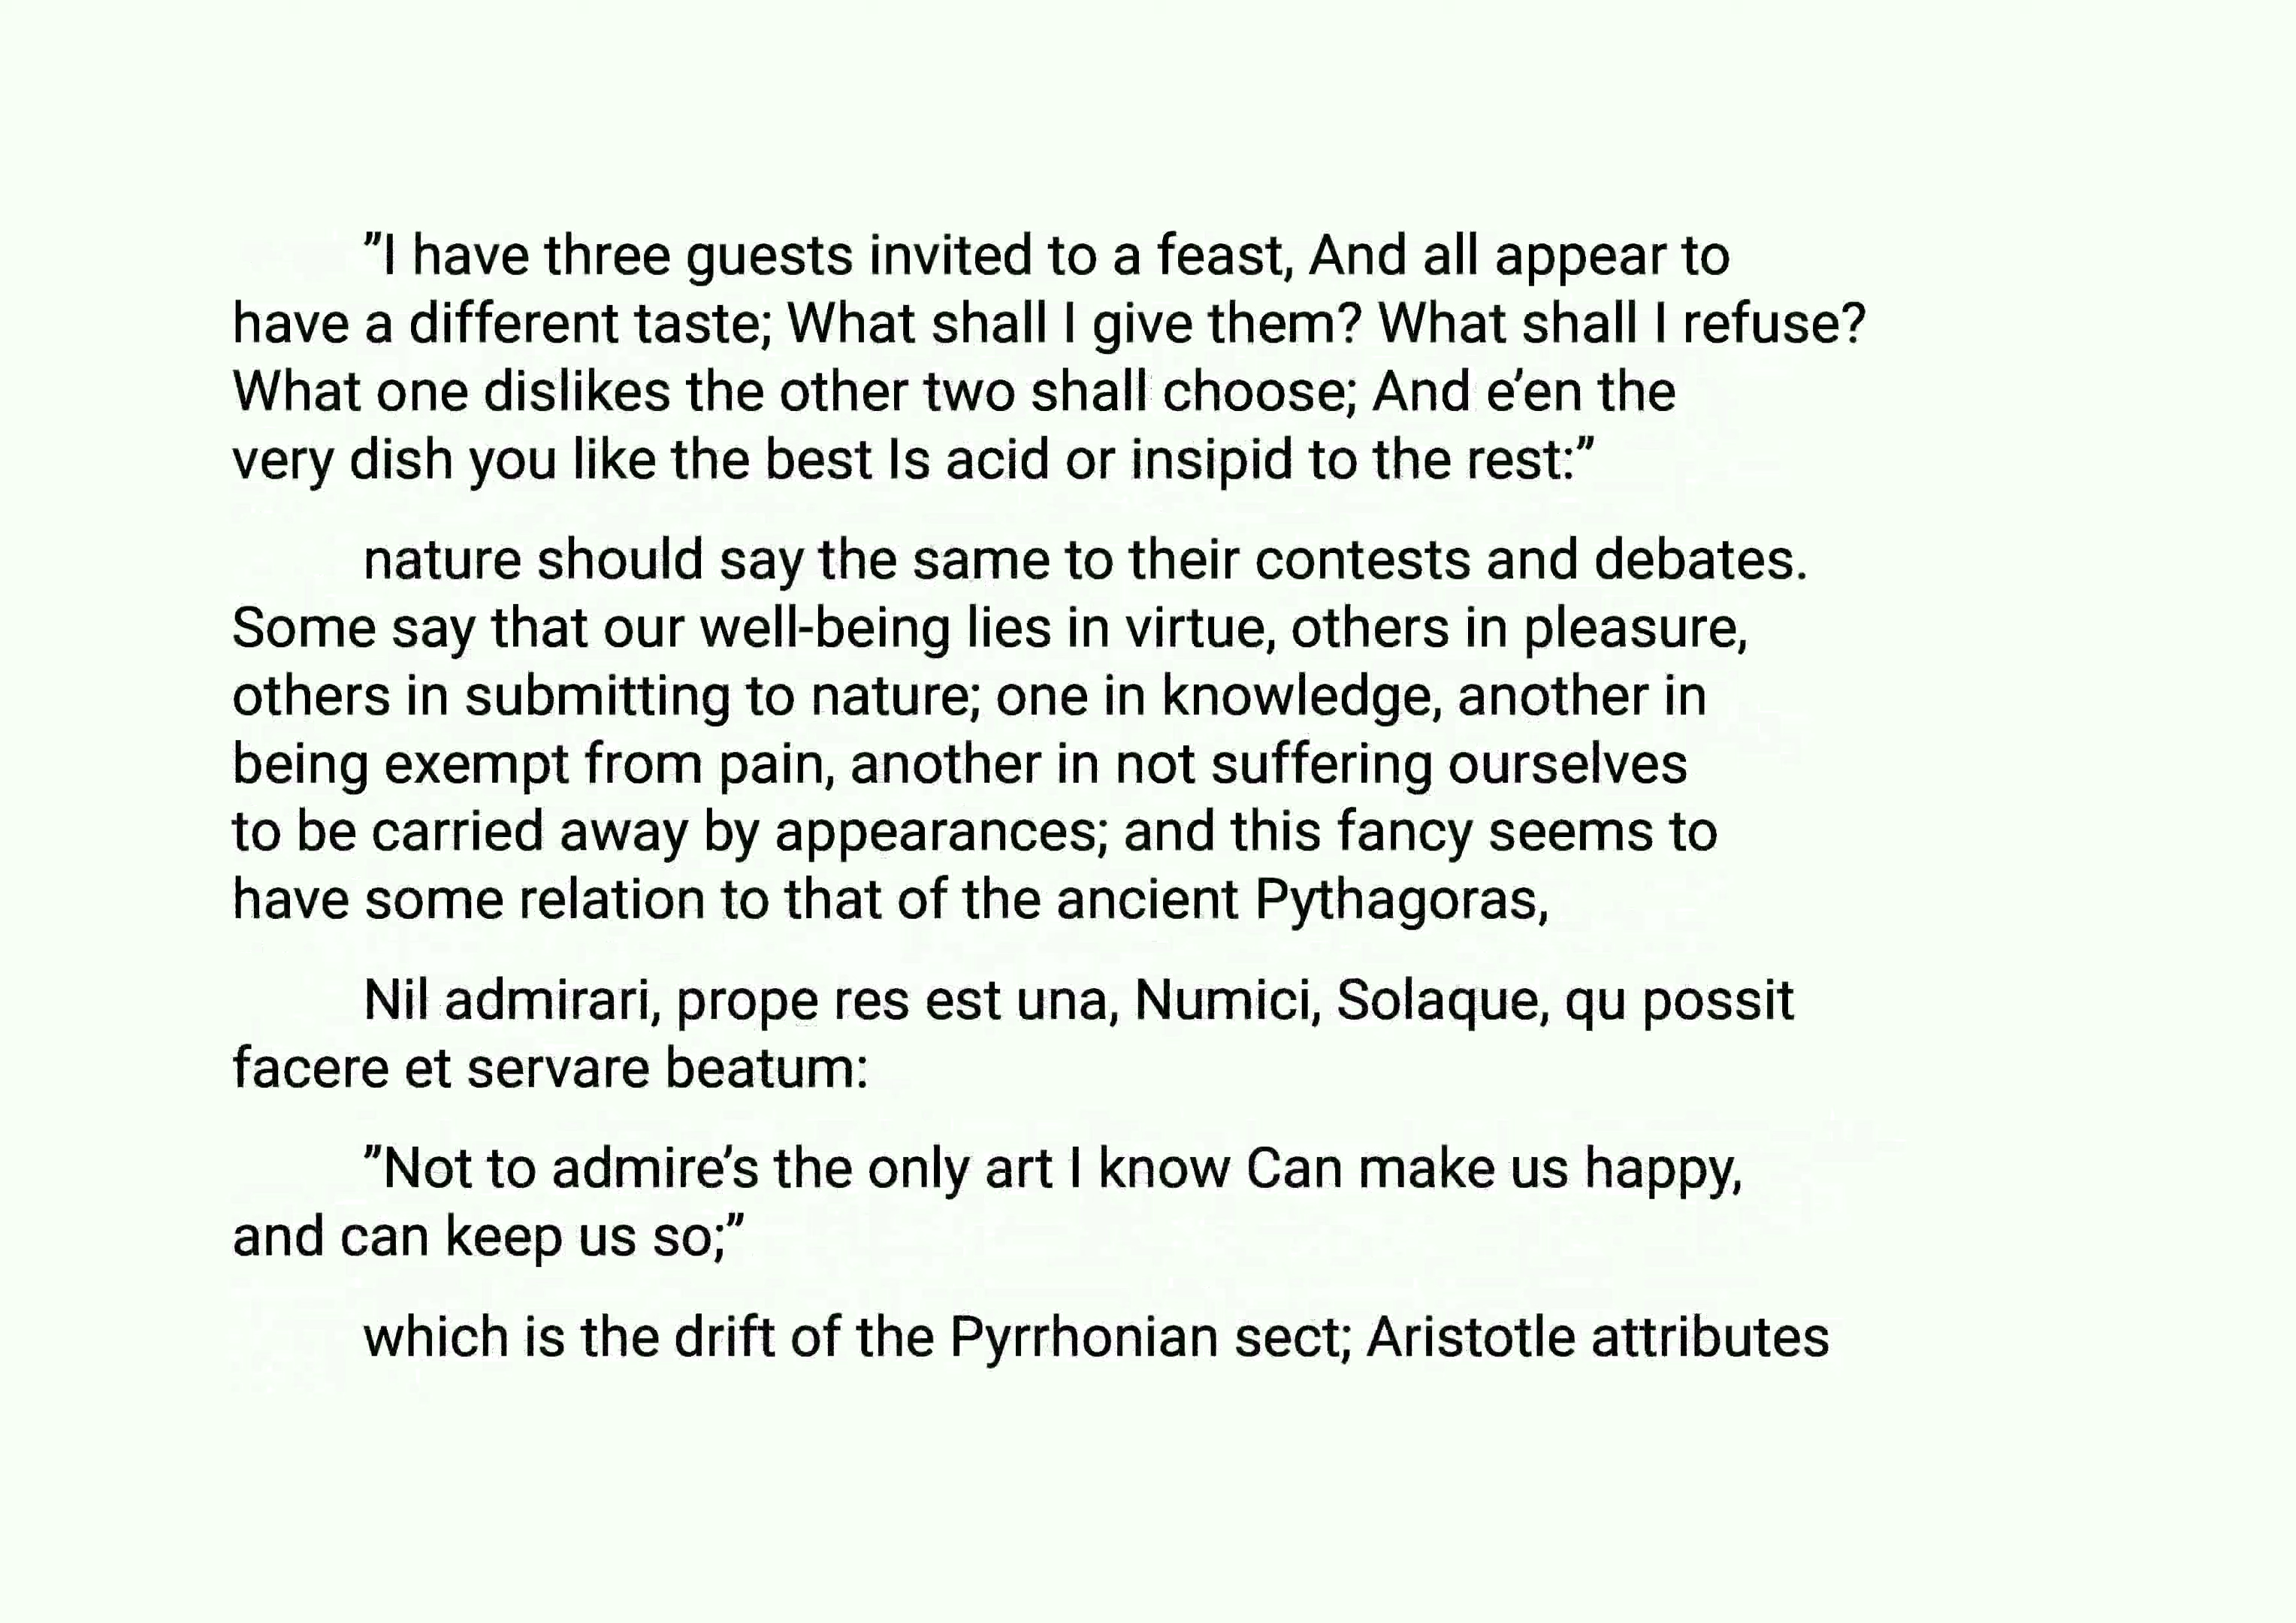 ”I have three guests invited to a feast, And all appear to
have a different taste; What shall I give them? What shall I refuse?
What one dislikes the other two shall choose; And e’en the
very dish you like the best Is acid or insipid to the rest:”
nature should say the same to their contests and debates.
Some say that our well-being lies in virtue, others in pleasure,
others in submitting to nature; one in knowledge, another in
being exempt from pain, another in not suffering ourselves
to be carried away by appearances; and this fancy seems to
have some relation to that of the ancient Pythagoras,
Nil admirari, prope res est una, Numici, Solaque, qu possit
facere et servare beatum:
”Not to admire’s the only art I know Can make us happy,
and can keep us so;”
which is the drift of the Pyrrhonian sect; Aristotle attributes